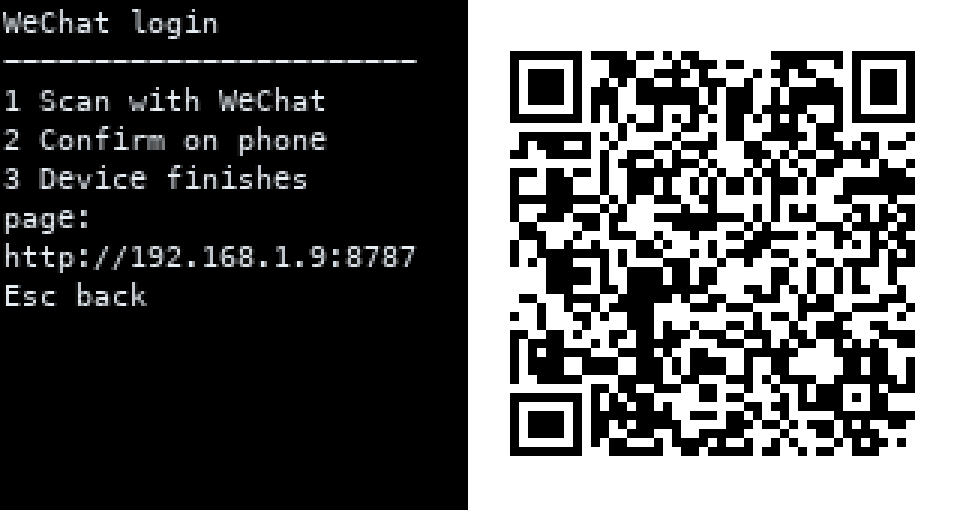 WeChat login
1 Scan with WeChat
2 Confirm on phone
3 Device finishes
page:
http://192.168.1.9:8787
Esc back